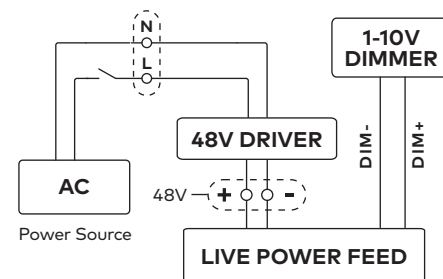 N
L
1-10V
DIMMER
48V DRIVER
DIM-
DIM+
AC
48V
+ -
Power Source
LIVE POWER FEED